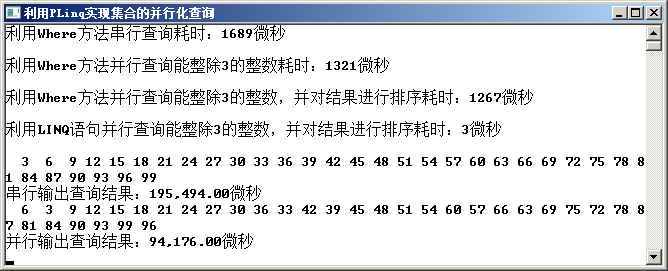 利用PLinq实现集合的并行化查询
利用Where方法串行查询耗时：1689微秒
利用Where方法并行查询能整除3的整数耗时：1321微秒
利用Where方法并行查询能整除3的整数，并对结果进行排序耗时：1267微秒
利用LINQ语句并行查询能整除3的整数，并对结果进行排序耗时：3微秒
3 6 9 12 15 18 21 24 27 30 33 36 39 42 45 48 51 54 57 60 63 66 69 72 75 78 8
1 84 87 90 93 96 99
串行输出查询结果：195,494.00微秒
6 3 9 12 15 18 21 24 27 30 36 33 42 39 45 48 51 54 60 57 66 63 69 75 72 78 8
7 81 84 90 93 99 96
并行输出查询结果：94,176.00微秒